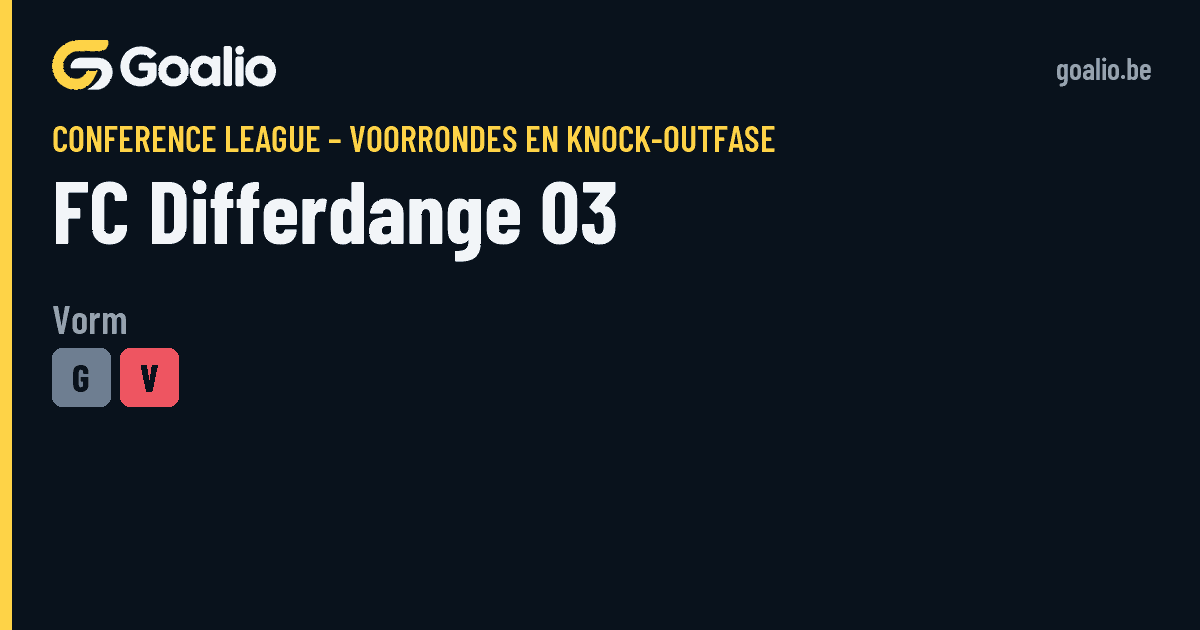 Goalio
goalio.be
CONFERENCE LEAGUE – VOORRONDES EN KNOCK-OUTFASE
FC Differdange 03
Vorm
G V